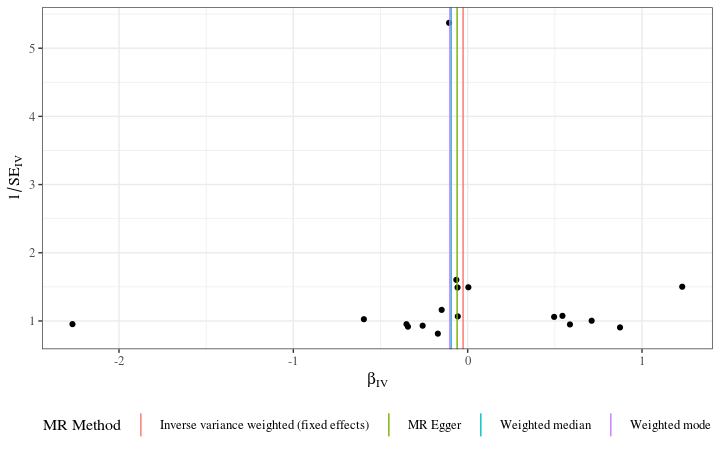 5
4
3
2
1
1/SE_IV
-2
-1
0
1
β_IV
MR Method
Inverse variance weighted (fixed effects)
MR Egger
Weighted median
Weighted mode